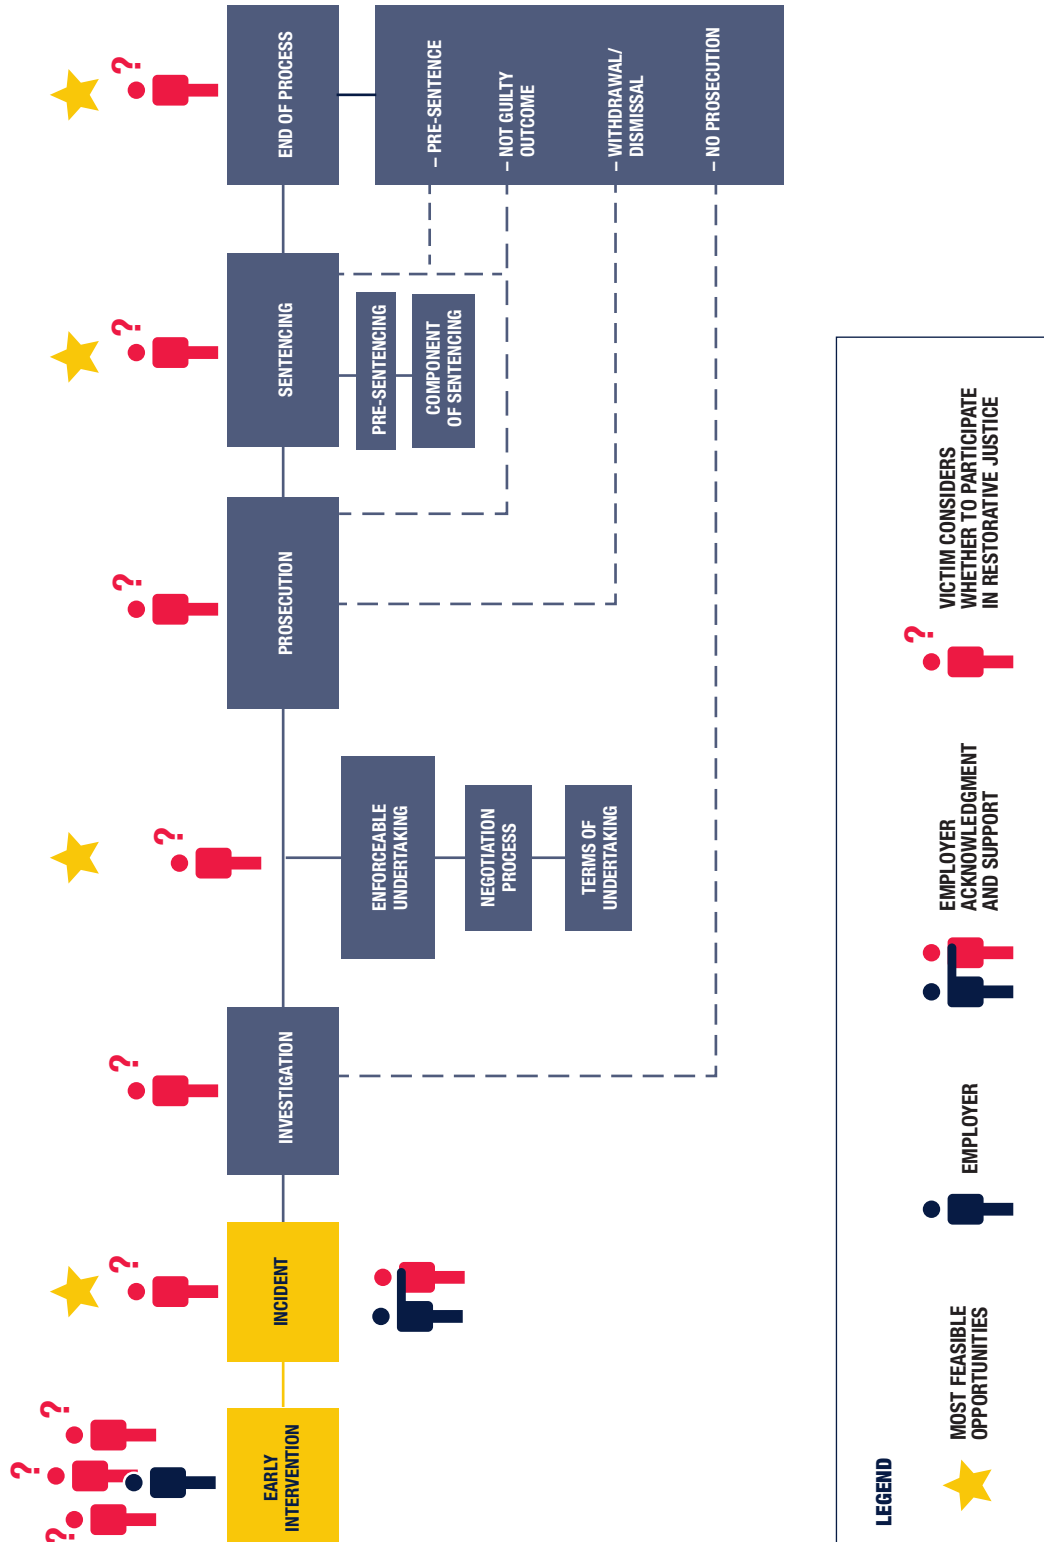 EARLY
INTERVENTION
INCIDENT
INVESTIGATION
ENFORCEABLE
UNDERTAKING
NEGOTIATION
PROCESS
TERMS OF
UNDERTAKING
PROSECUTION
SENTENCING
PRE-SENTENCING
COMPONENT
OF SENTENCING
END OF PROCESS
– PRE-SENTENCE
– NOT GUILTY
OUTCOME
– WITHDRAWAL/
DISMISSAL
– NO PROSECUTION
?
?
?
?
?
?
?
?
?
LEGEND
MOST FEASIBLE
OPPORTUNITIES
EMPLOYER
EMPLOYER
ACKNOWLEDGMENT
AND SUPPORT
?
VICTIM CONSIDERS
WHETHER TO PARTICIPATE
IN RESTORATIVE JUSTICE